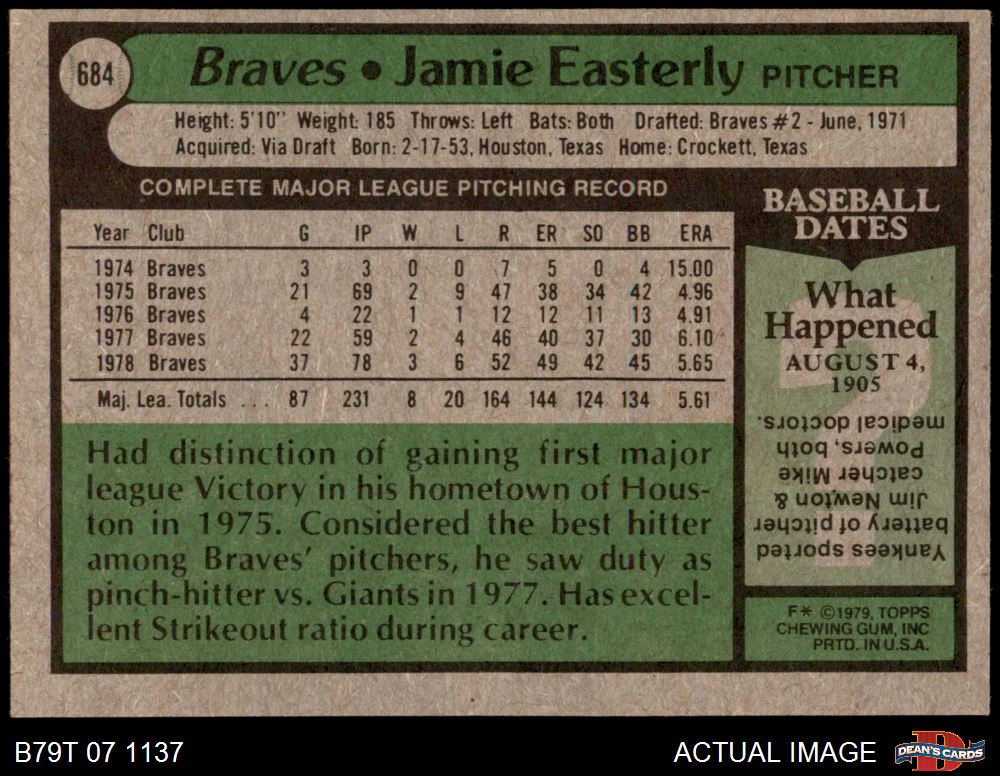 684
Braves • Jamie Easterly PITCHER
Height: 5'10" Weight: 185 Throws: Left Bats: Both Drafted: Braves #2 - June, 1971
Acquired: Via Draft Born: 2-17-53, Houston, Texas Home: Crockett, Texas
COMPLETE MAJOR LEAGUE PITCHING RECORD
Year Club G IP W L R ER SO BB ERA
1974 Braves 3 3 0 0 7 5 0 4 15.00
1975 Braves 21 69 2 9 47 38 34 42 4.96
1976 Braves 4 22 1 1 12 12 11 13 4.91
1977 Braves 22 59 2 4 46 40 37 30 6.10
1978 Braves 37 78 3 6 52 49 42 45 5.65
Maj. Lea. Totals ... 87 231 8 20 164 144 124 134 5.61
Had distinction of gaining first major
league Victory in his hometown of Hous-
ton in 1975. Considered the best hitter
among Braves' pitchers, he saw duty as
pinch-hitter vs. Giants in 1977. Has excel-
lent Strikeout ratio during career.
BASEBALL
DATES
What
Happened
AUGUST 4,
1905
Yankees sported
battery of pitcher
Jim Newton &
catcher Mike
Powers, both
medical doctors.
F* ©1979, TOPPS
CHEWING GUM, INC
PRTD. IN U.S.A.
B79T 07 1137
ACTUAL IMAGE
DEAN'S CARDS